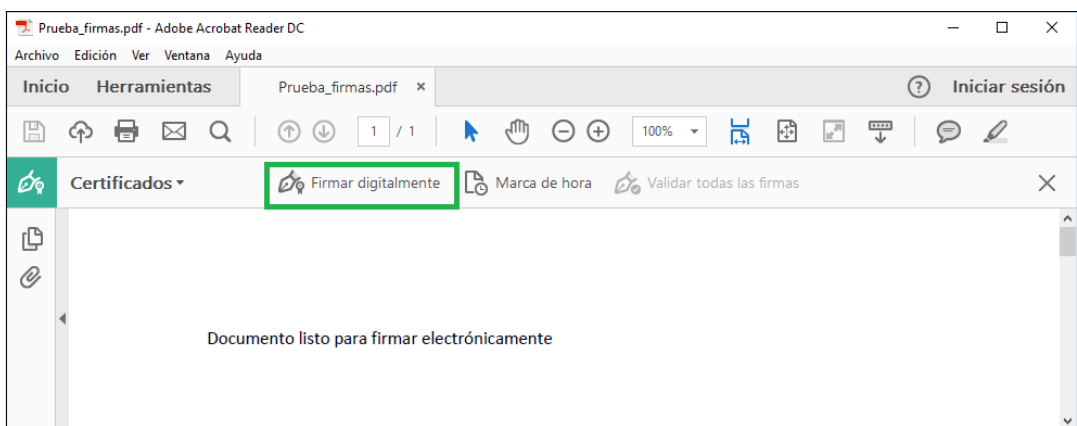 Prueba_firmas.pdf - Adobe Acrobat Reader DC
Archivo Edición Ver Ventana Ayuda
Inicio Herramientas Prueba_firmas.pdf × ? Iniciar sesión
1 / 1 100%
Certificados Firmar digitalmente Marca de hora Validar todas las firmas
Documento listo para firmar electrónicamente